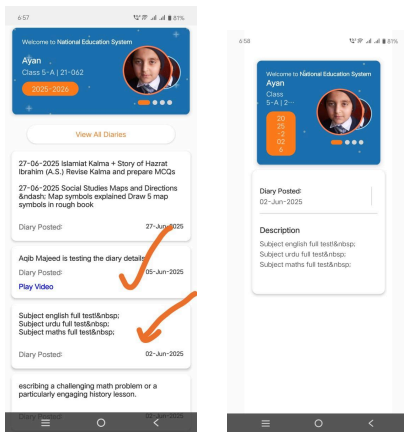 6:57
81%
Welcome to National Education System
Ayan
Class 5-A | 21-062
2025-2026
View All Diaries
27-06-2025 Islamiat Kalma + Story of Hazrat
Ibrahim (A.S.) Revise Kalma and prepare MCQs
27-06-2025 Social Studies Maps and Directions
&ndash; Map symbols explained Draw 5 map
symbols in rough book
Diary Posted:
27-Jun-2025
Aqib Majeed is testing the diary details
Diary Posted:
05-Jun-2025
Play Video
Subject english full test!&nbsp;
Subject urdu full test&nbsp;
Subject maths full test!&nbsp;
Diary Posted:
02-Jun-2025
escribing a challenging math problem or a
particularly engaging history lesson.
Diary Posted:
6:58
81%
Welcome to National Education System
Ayan
Class
5-A | 2···
20
25
-2
02
6
Diary Posted:
02-Jun-2025
Description
Subject english full test!&nbsp;
Subject urdu full test&nbsp;
Subject maths full test!&nbsp;